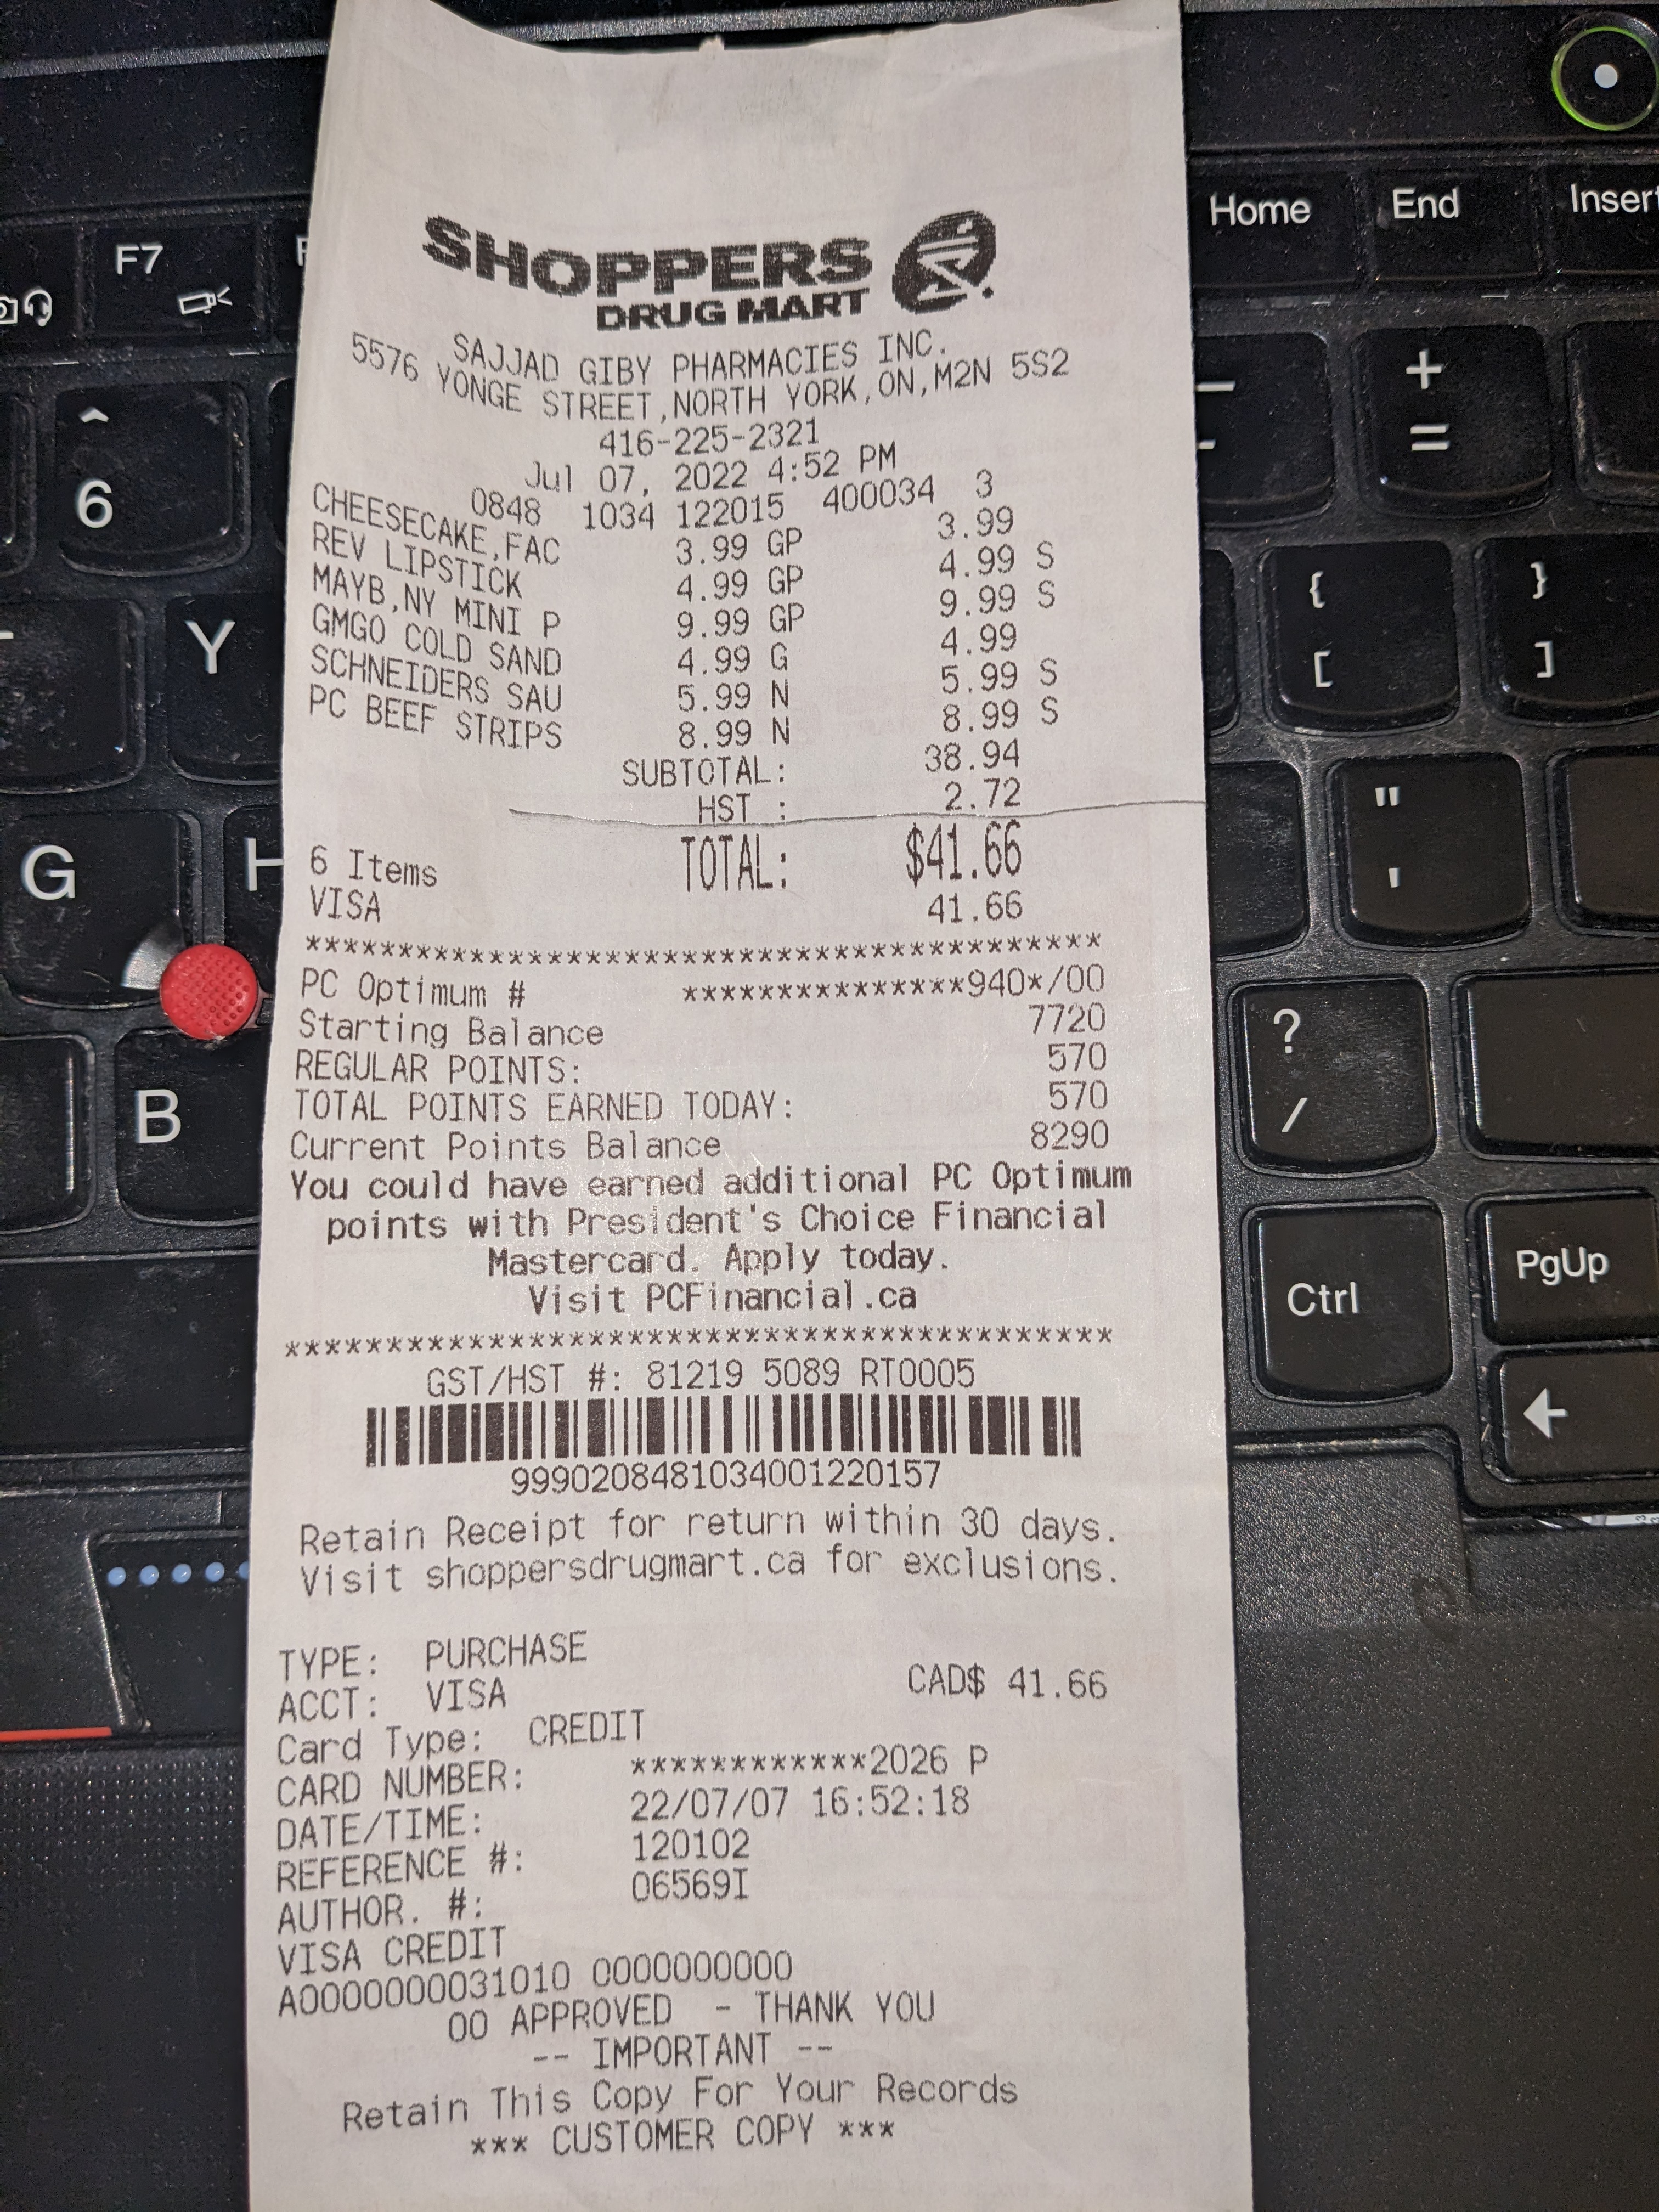 SHOPPERS
DRUG MART
SAJJAD GIBY PHARMACIES INC.
5576 YONGE STREET,NORTH YORK,ON,M2N 5S2
416-225-2321
Jul 07, 2022 4:52 PM
0848 1034 122015 400034 3
CHEESECAKE,FAC 3.99 GP 3.99
REV LIPSTICK 4.99 GP 4.99 S
MAYB,NY MINI P 9.99 GP 9.99 S
GMGO COLD SAND 4.99 G 4.99
SCHNEIDERS SAU 5.99 N 5.99 S
PC BEEF STRIPS 8.99 N 8.99 S
SUBTOTAL: 38.94
HST : 2.72
6 Items TOTAL: $41.66
VISA 41.66
*****************************************
PC Optimum # ***************940*/00
Starting Balance 7720
REGULAR POINTS: 570
TOTAL POINTS EARNED TODAY: 570
Current Points Balance 8290
You could have earned additional PC Optimum
points with President's Choice Financial
Mastercard. Apply today.
Visit PCFinancial.ca
*****************************************
GST/HST #: 81219 5089 RT0005
9990208481034001220157
Retain Receipt for return within 30 days.
Visit shoppersdrugmart.ca for exclusions.
TYPE: PURCHASE
ACCT: VISA CAD$ 41.66
Card Type: CREDIT
CARD NUMBER: ************2026 P
DATE/TIME: 22/07/07 16:52:18
REFERENCE #: 120102
AUTHOR. #: 06569I
VISA CREDIT
A0000000031010 0000000000
00 APPROVED - THANK YOU
-- IMPORTANT --
Retain This Copy For Your Records
*** CUSTOMER COPY ***
F7
Home
End
Insert
^
6
+
=
Y
{
[
}
]
G
H
"
'
B
?
/
Ctrl
PgUp